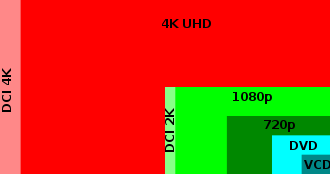 4K UHD
DCI 4K
1080p
DCI 2K
720p
DVD
VCD